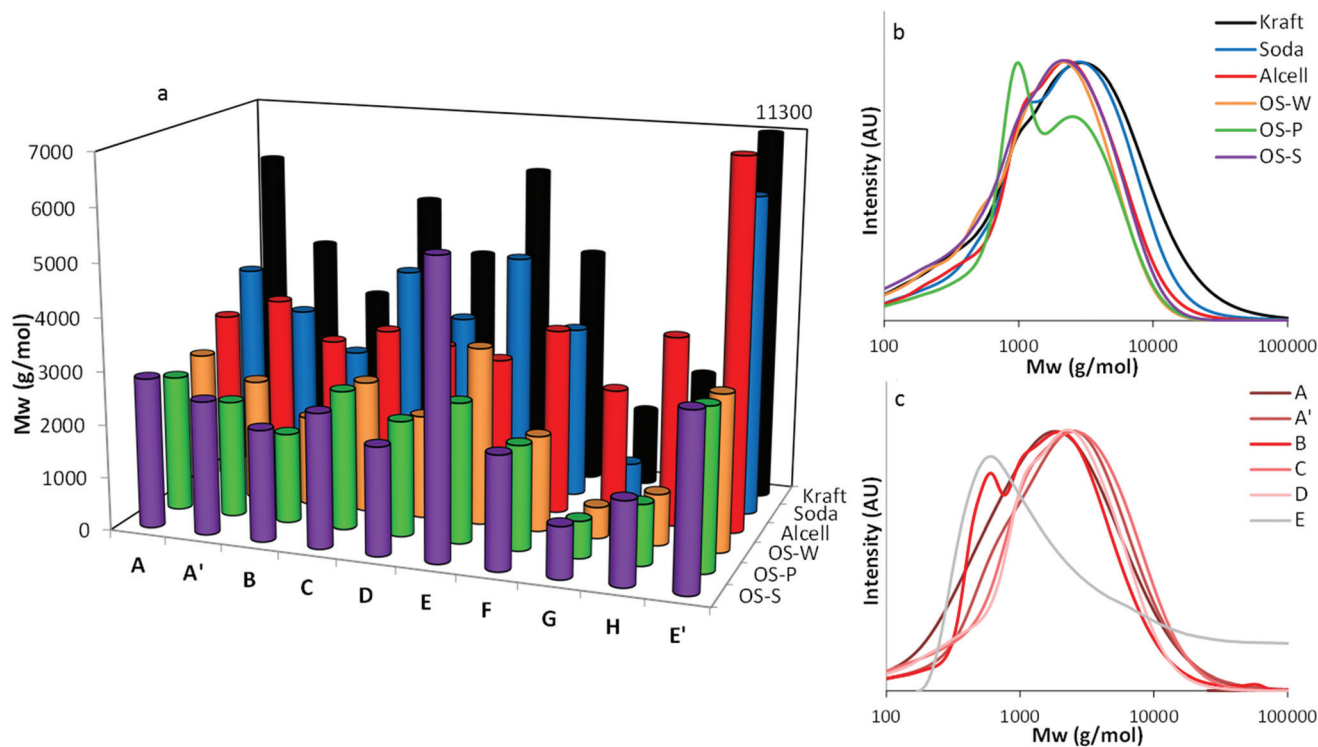 a
11300
7000
6000
5000
4000
3000
2000
1000
0
Mw (g/mol)
A
A'
B
C
D
E
F
G
H
E'
Kraft
Soda
Alcell
OS-W
OS-P
OS-S
b
Kraft
Soda
Alcell
OS-W
OS-P
OS-S
Intensity (AU)
100
1000
10000
100000
Mw (g/mol)
c
A
A'
B
C
D
E
Intensity (AU)
100
1000
10000
100000
Mw (g/mol)